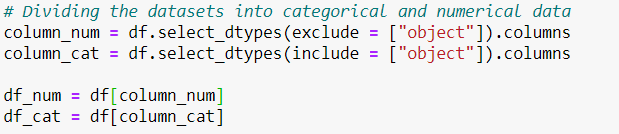 # Dividing the datasets into categorical and numerical data
column_num = df.select_dtypes(exclude = ["object"]).columns
column_cat = df.select_dtypes(include = ["object"]).columns
df_num = df[column_num]
df_cat = df[column_cat]